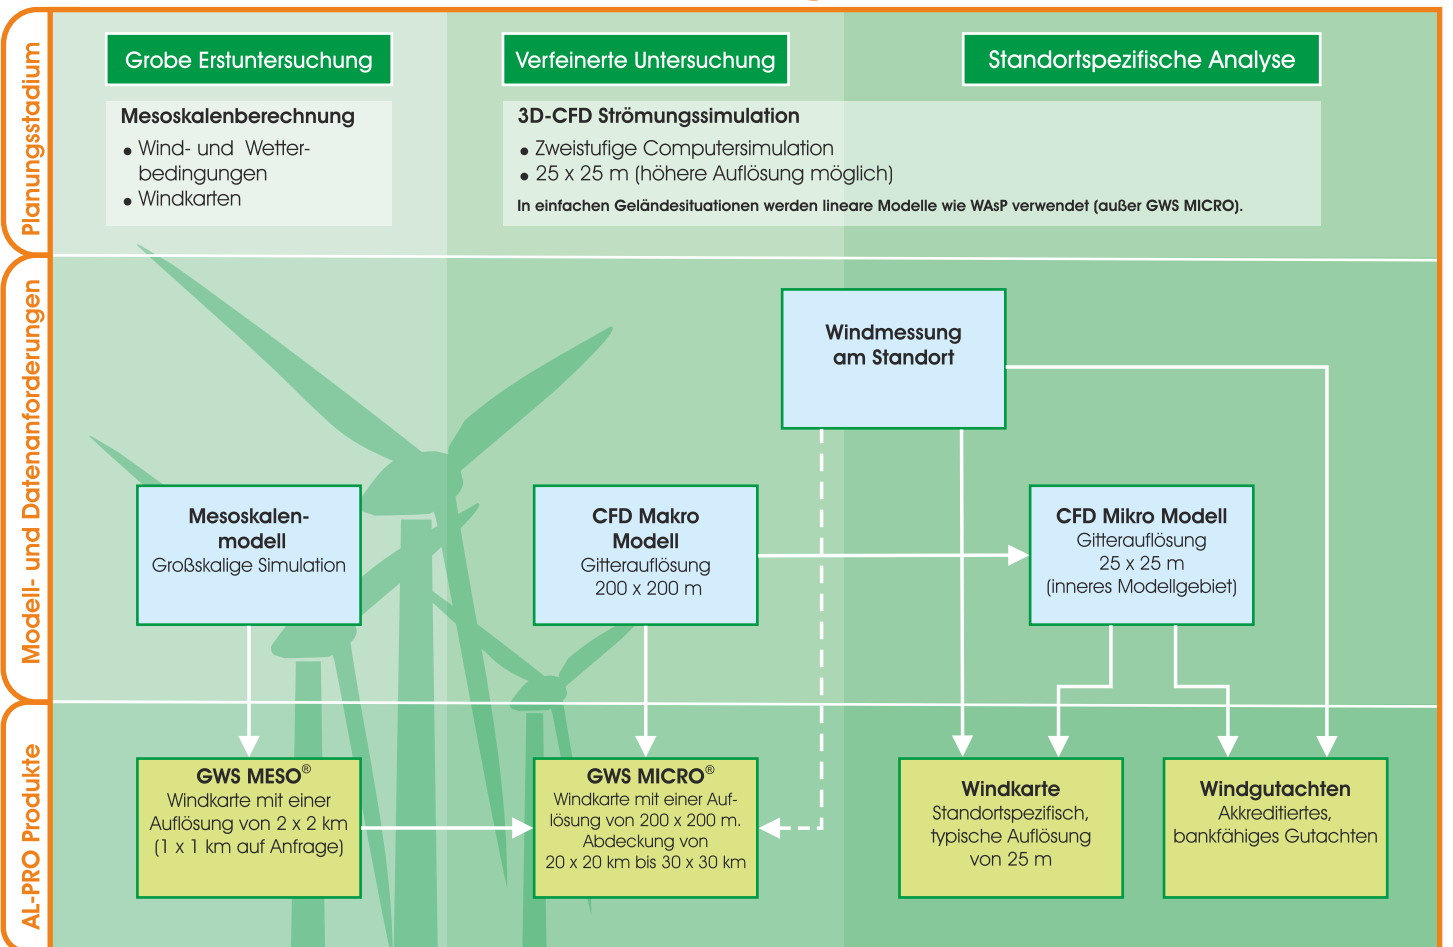 Planungsstadium
Grobe Erstuntersuchung
Verfeinerte Untersuchung
Standortspezifische Analyse
Mesoskalenberechnung
• Wind- und Wetter-
bedingungen
• Windkarten
3D-CFD Strömungssimulation
• Zweistufige Computersimulation
• 25 x 25 m (höhere Auflösung möglich)
In einfachen Geländesituationen werden lineare Modelle wie WAsP verwendet (außer GWS MICRO).
Modell- und Datenanforderungen
Windmessung
am Standort
Mesoskalen-
modell
Großskalige Simulation
CFD Makro
Modell
Gitterauflösung
200 x 200 m
CFD Mikro Modell
Gitterauflösung
25 x 25 m
(inneres Modellgebiet)
AL-PRO Produkte
GWS MESO®
Windkarte mit einer
Auflösung von 2 x 2 km
(1 x 1 km auf Anfrage)
GWS MICRO®
Windkarte mit einer Auf-
lösung von 200 x 200 m.
Abdeckung von
20 x 20 km bis 30 x 30 km
Windkarte
Standortspezifisch,
typische Auflösung
von 25 m
Windgutachten
Akkreditiertes,
bankfähiges Gutachten